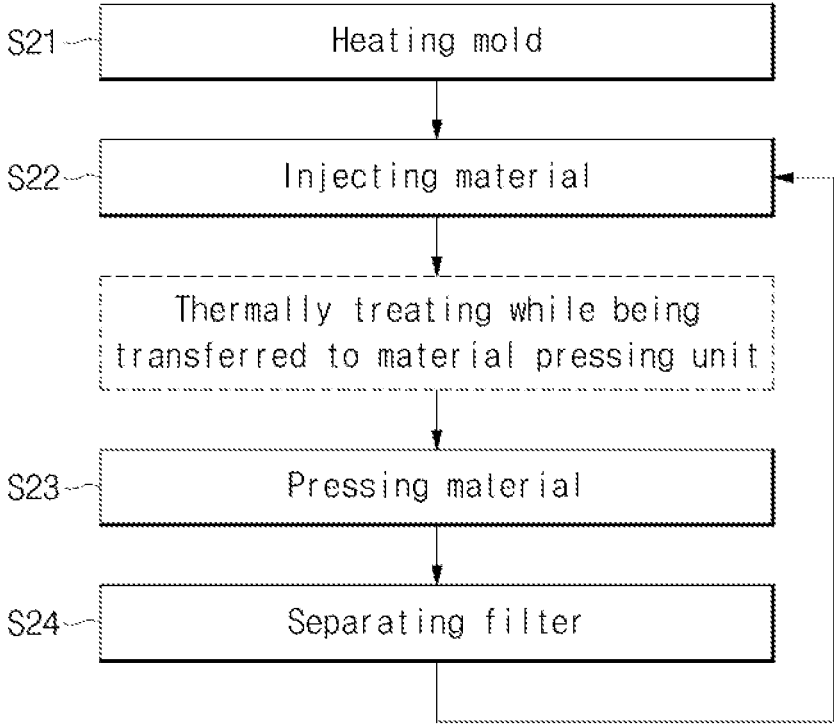 S21
Heating mold
S22
Injecting material
Thermally treating while being
transferred to material pressing unit
S23
Pressing material
S24
Separating filter